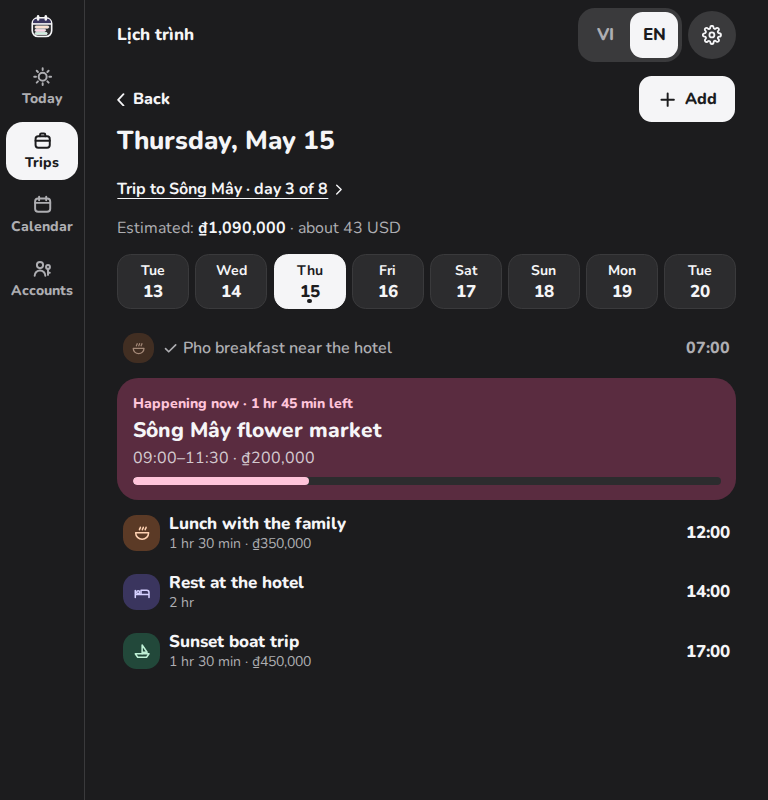 Lịch trình
VI EN
Today
Trips
Calendar
Accounts
Back
Add
Thursday, May 15
Trip to Sông Mây · day 3 of 8
Estimated: ₫1,090,000 · about 43 USD
Tue Wed Thu Fri Sat Sun Mon Tue
13 14 15 16 17 18 19 20
Pho breakfast near the hotel 07:00
Happening now · 1 hr 45 min left
Sông Mây flower market
09:00–11:30 · ₫200,000
Lunch with the family 12:00
1 hr 30 min · ₫350,000
Rest at the hotel 14:00
2 hr
Sunset boat trip 17:00
1 hr 30 min · ₫450,000